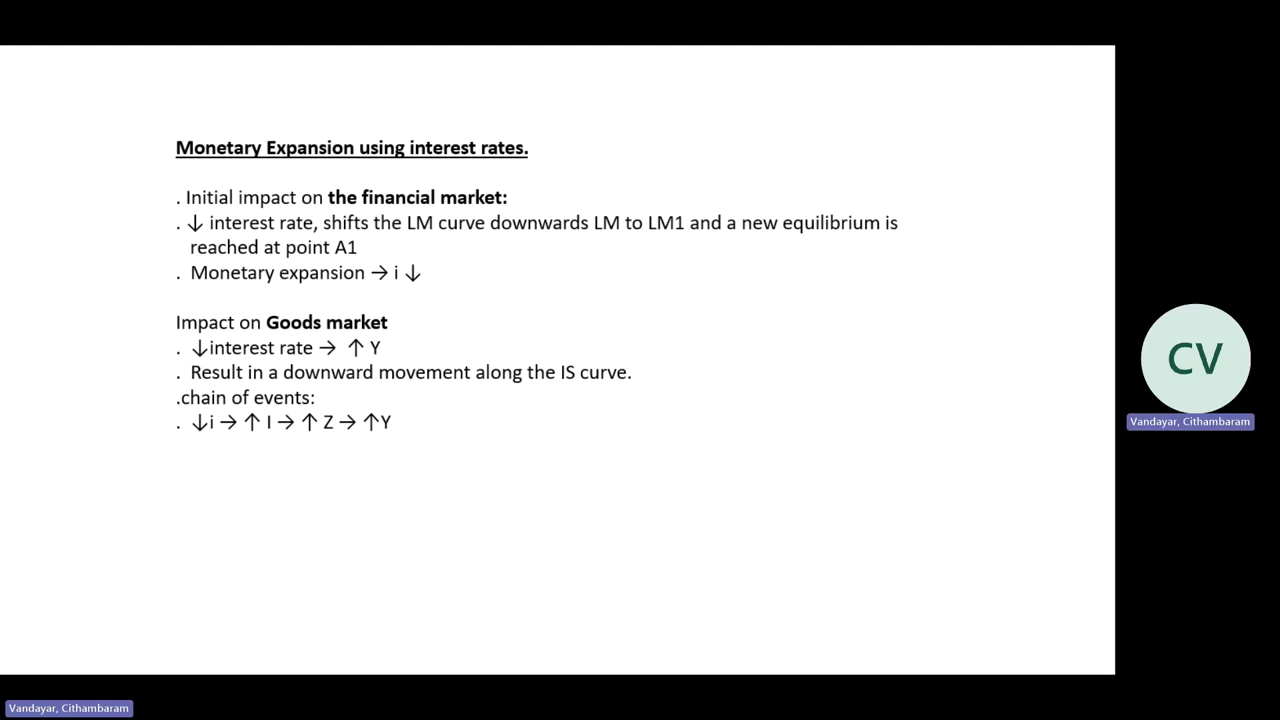 Monetary Expansion using interest rates.
. Initial impact on the financial market:
. ↓ interest rate, shifts the LM curve downwards LM to LM1 and a new equilibrium is
reached at point A1
. Monetary expansion → i ↓
Impact on Goods market
. ↓interest rate → ↑ Y
. Result in a downward movement along the IS curve.
.chain of events:
. ↓i → ↑ I → ↑ Z → ↑Y
CV
Vandayar, Cithambaram
Vandayar, Cithambaram